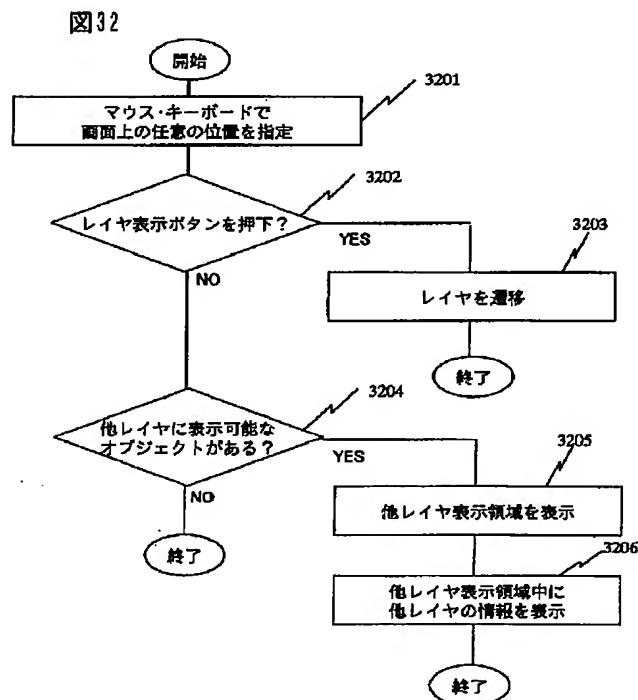 図32
開始
3201
マウス・キーボードで
画面上の任意の位置を指定
3202
レイヤ表示ボタンを押下?
YES
3203
NO
レイヤを遷移
終了
3204
他レイヤに表示可能な
オブジェクトがある?
YES
3205
NO
他レイヤ表示領域を表示
終了
3206
他レイヤ表示領域中に
他レイヤの情報を表示
終了